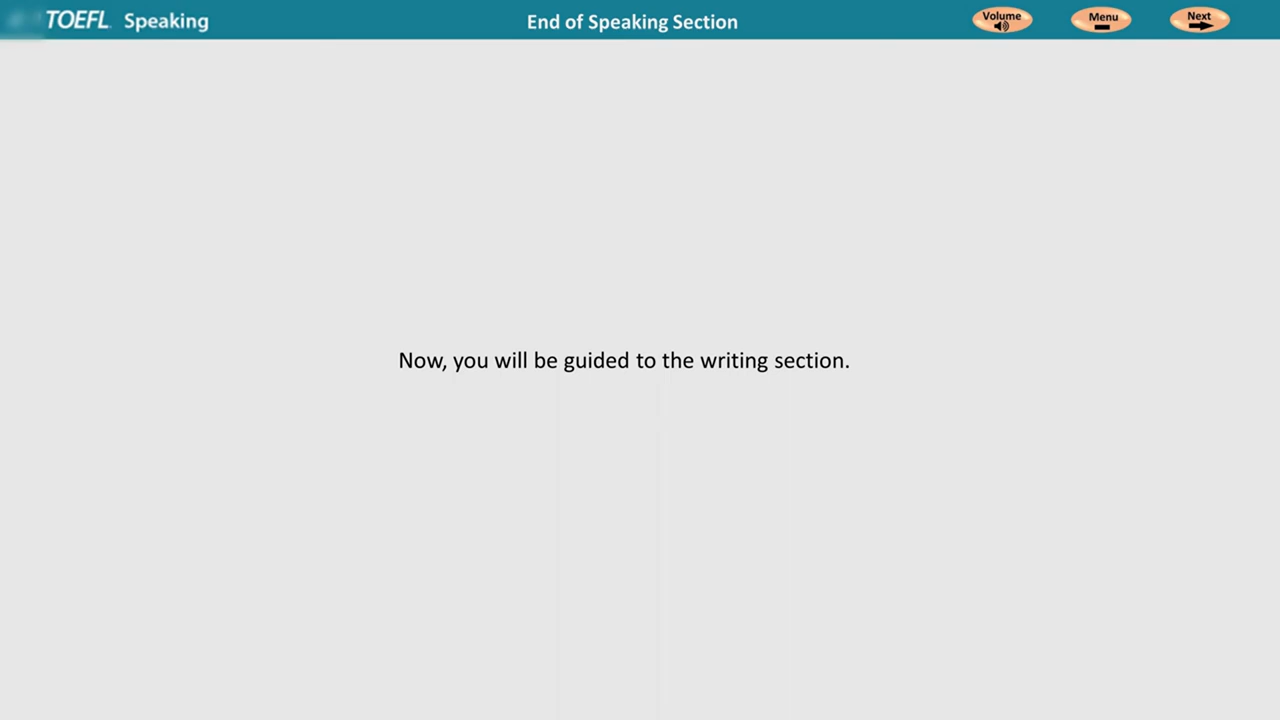 TOEFL Speaking
End of Speaking Section
Volume
Menu
Next
Now, you will be guided to the writing section.